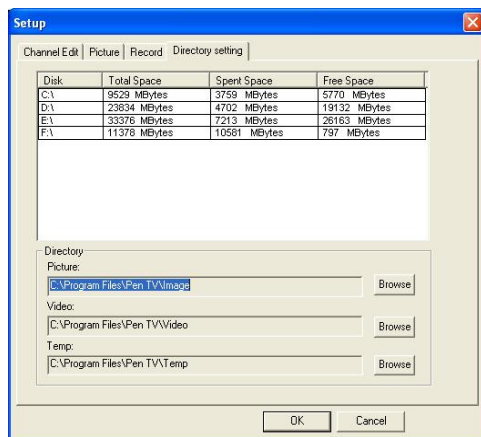 Setup
Channel Edit Picture Record Directory setting
Disk Total Space Spent Space Free Space
C:\ 9529 MBytes 3759 MBytes 5770 MBytes
D:\ 23834 MBytes 4702 MBytes 19132 MBytes
E:\ 33376 MBytes 7213 MBytes 26163 MBytes
F:\ 11378 MBytes 10581 MBytes 797 MBytes
Directory
Picture:
C:\Program Files\Pen TV\Image Browse
Video:
C:\Program Files\Pen TV\Video Browse
Temp:
C:\Program Files\Pen TV\Temp Browse
OK Cancel